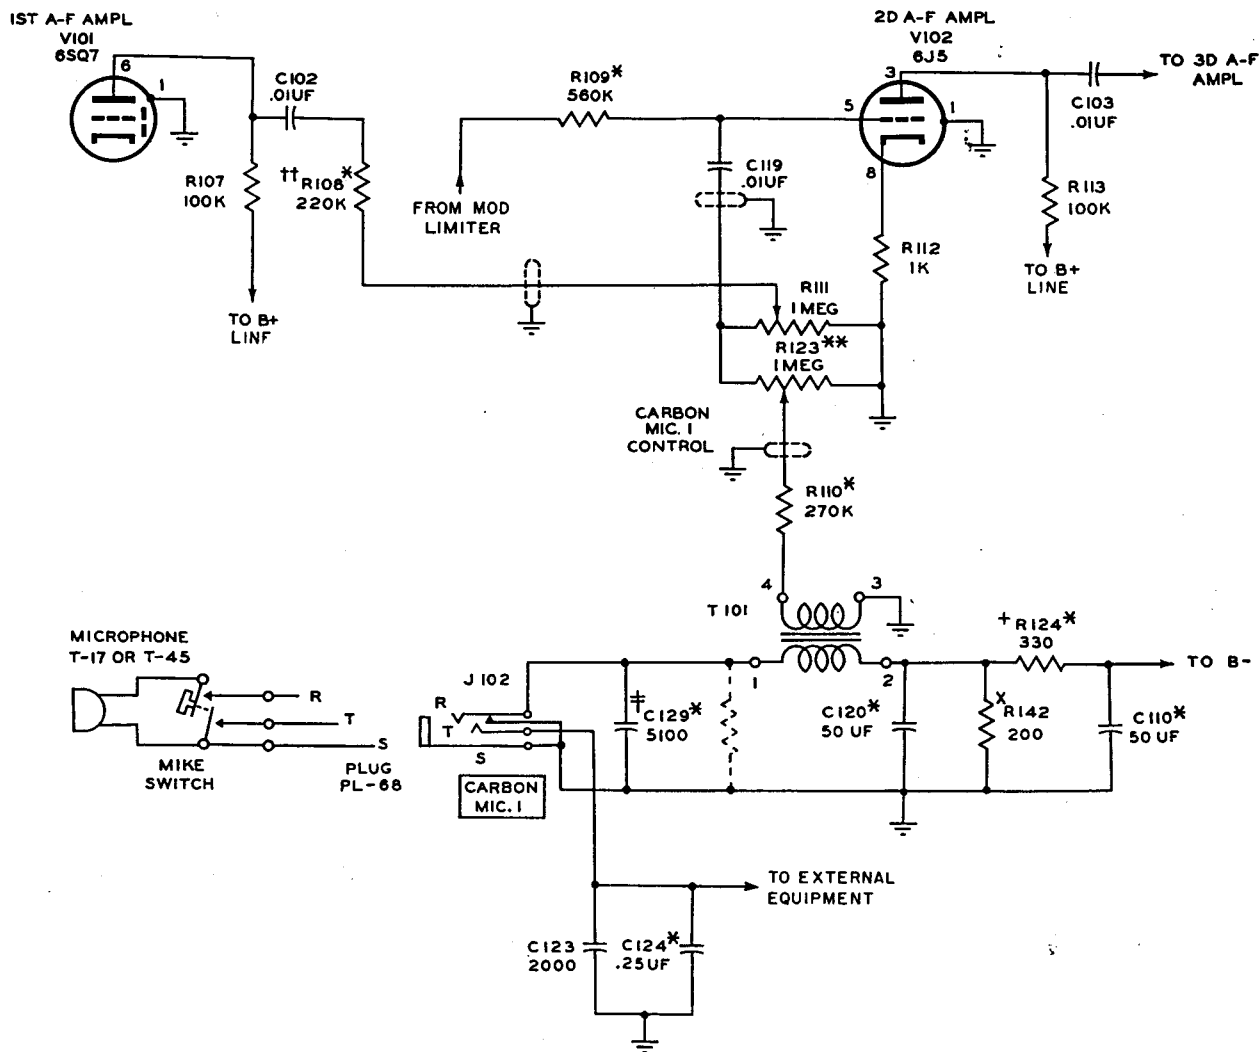 1ST A-F AMPL
V101
6SQ7
6
1
C102
.01UF
R107
100K
TO B+
LINF
††R108*
220K
R109*
560K
FROM MOD
LIMITER
2D A-F AMPL
V102
6J5
3
5
1
8
C103
.01UF
TO 3D A-F
AMPL
C119
.01UF
R113
100K
TO B+
LINE
R112
1K
R111
1MEG
R123**
1MEG
CARBON
MIC. 1
CONTROL
R110*
270K
4
3
T101
1
2
+R124*
330
TO B-
MICROPHONE
T-17 OR T-45
R
T
S
MIKE
SWITCH
PLUG
PL-68
J102
R
T
S
CARBON
MIC. 1
‡
C129*
5100
C120*
50 UF
X
R142
200
C110*
50 UF
TO EXTERNAL
EQUIPMENT
C123
2000
C124*
.25UF